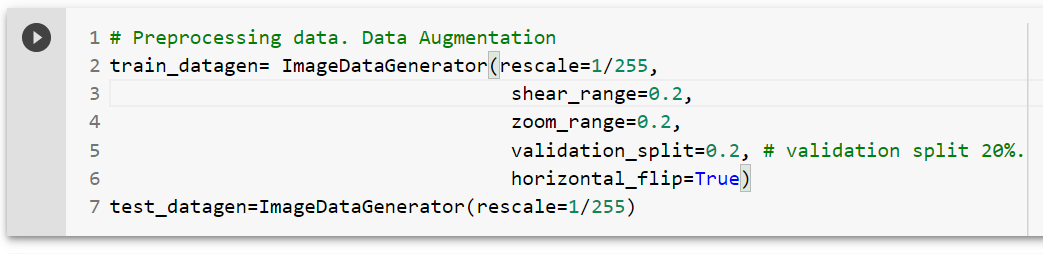 1 # Preprocessing data. Data Augmentation
2 train_datagen= ImageDataGenerator(rescale=1/255,
3                                   shear_range=0.2,
4                                   zoom_range=0.2,
5                                   validation_split=0.2, # validation split 20%.
6                                   horizontal_flip=True)
7 test_datagen=ImageDataGenerator(rescale=1/255)